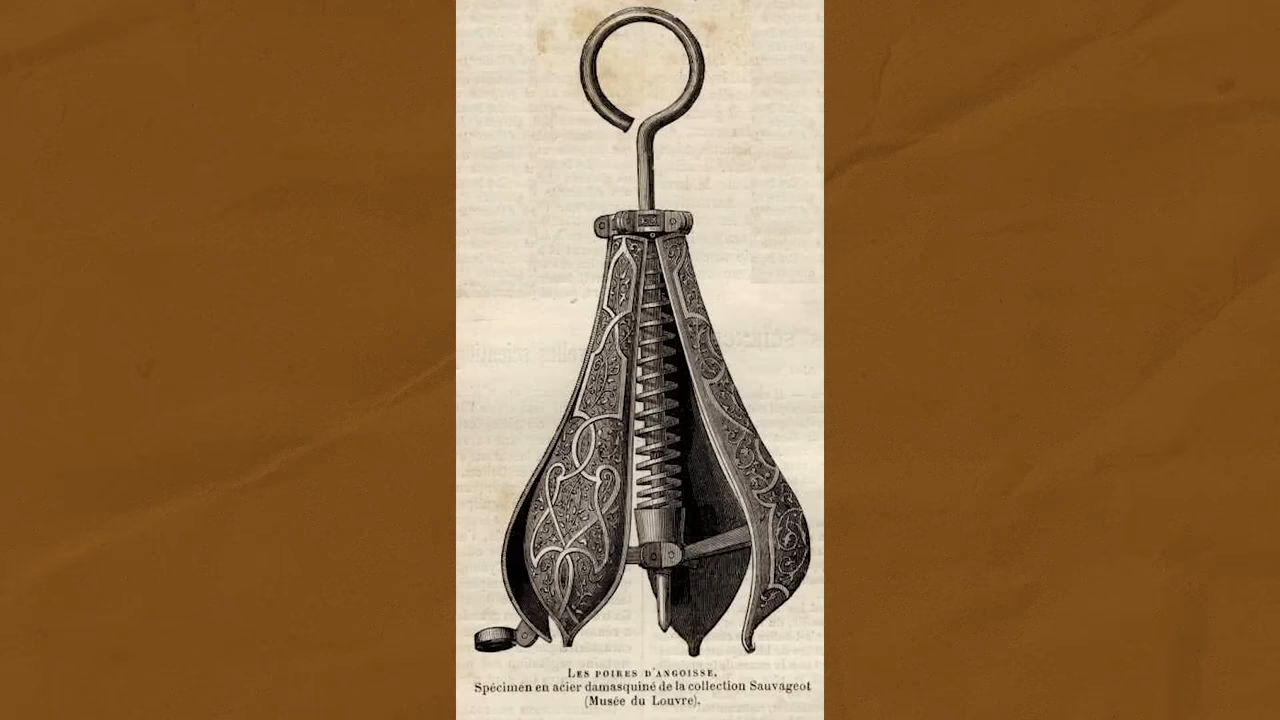 LES POIRES D'ANGOISSE.
Spécimen en acier damasquiné de la collection Sauvageot
(Musée du Louvre).